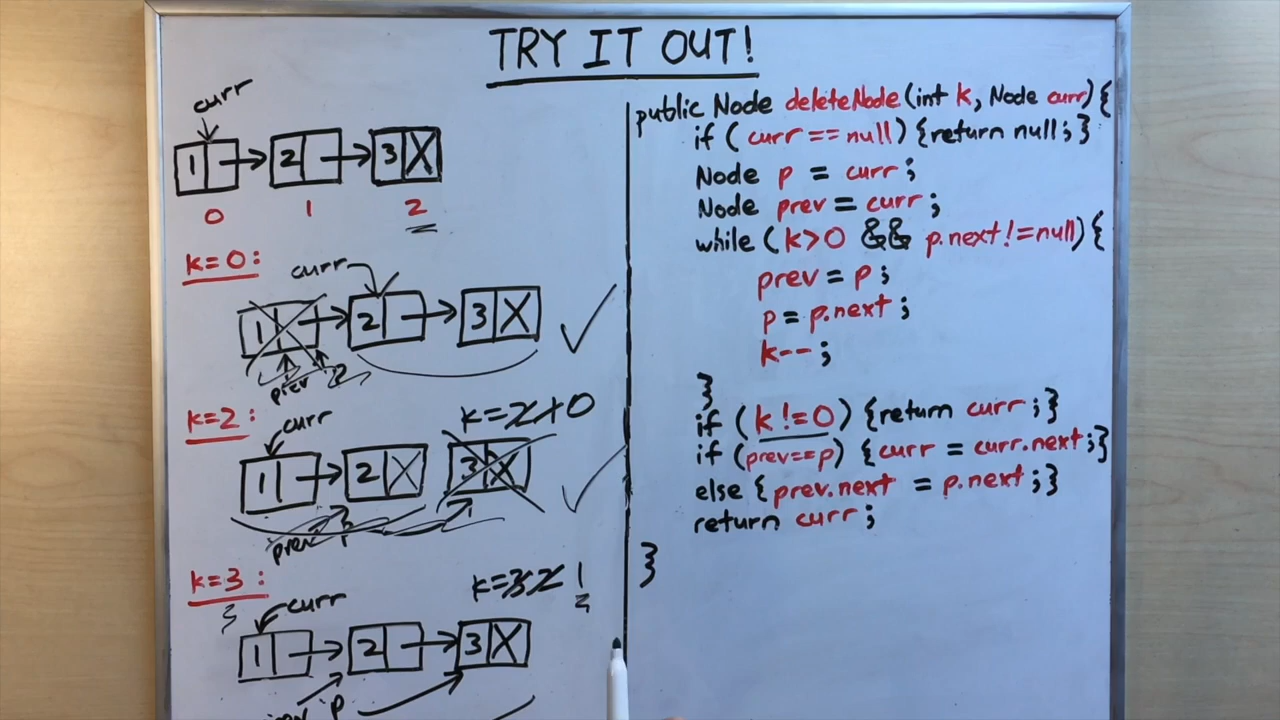 TRY IT OUT!
curr
1 2 3 X
0 1 2
k=0:
curr
1 2 3 X
prev P
k=2:
k=2 1 0
curr
1 2 X 3 X
prev
k=3:
k=3 2 1
3
curr
1 2 3 X
P
public Node deleteNode(int k, Node curr){
if (curr==null) {return null;}
Node p = curr;
Node prev = curr;
while (k>0 && p.next!=null){
prev = p;
p = p.next;
k--;
}
if (k!=0) {return curr;}
if (prev==p) {curr = curr.next;}
else {prev.next = p.next;}
return curr;
}